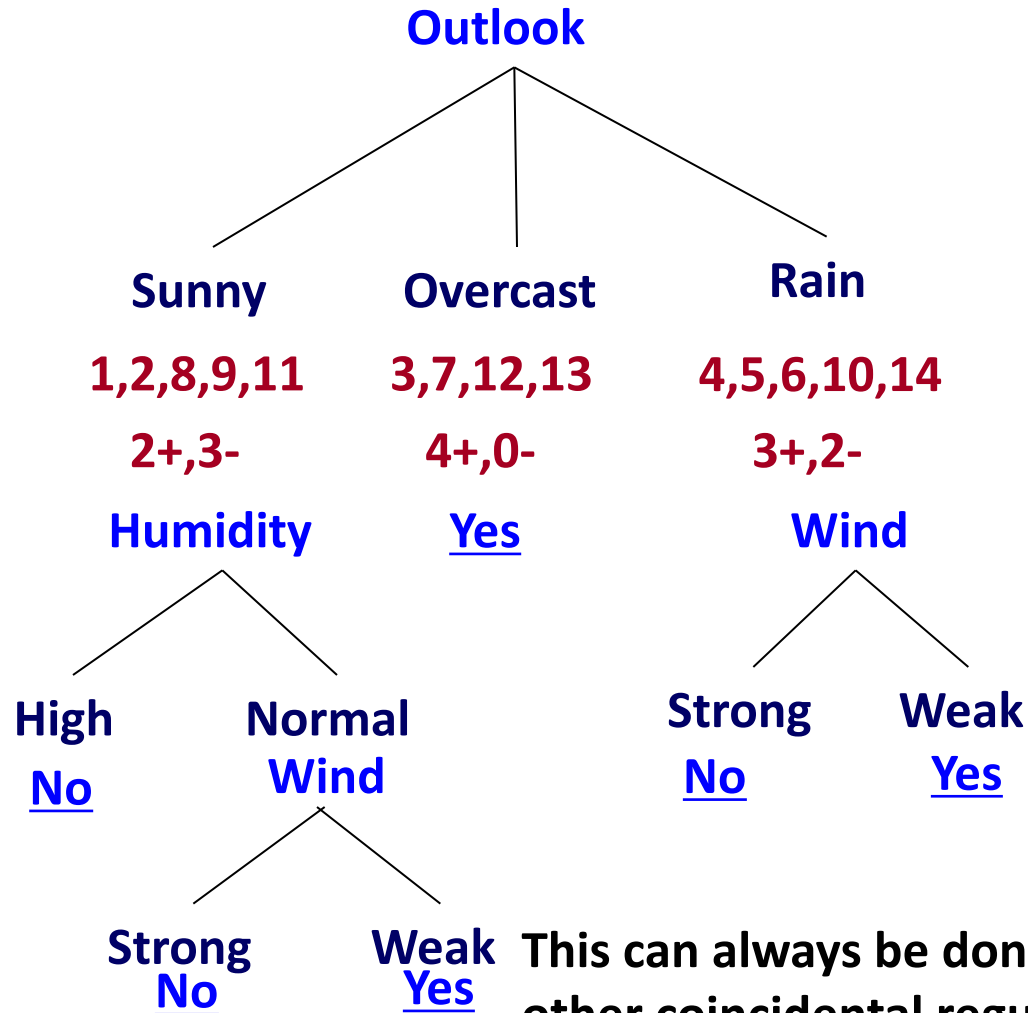 Outlook
Sunny Overcast Rain
1,2,8,9,11 3,7,12,13 4,5,6,10,14
2+,3- 4+,0- 3+,2-
Humidity Yes Wind
High Normal Strong Weak
No Wind No Yes
Strong Weak
No Yes
This can always be don
other coincidental regu